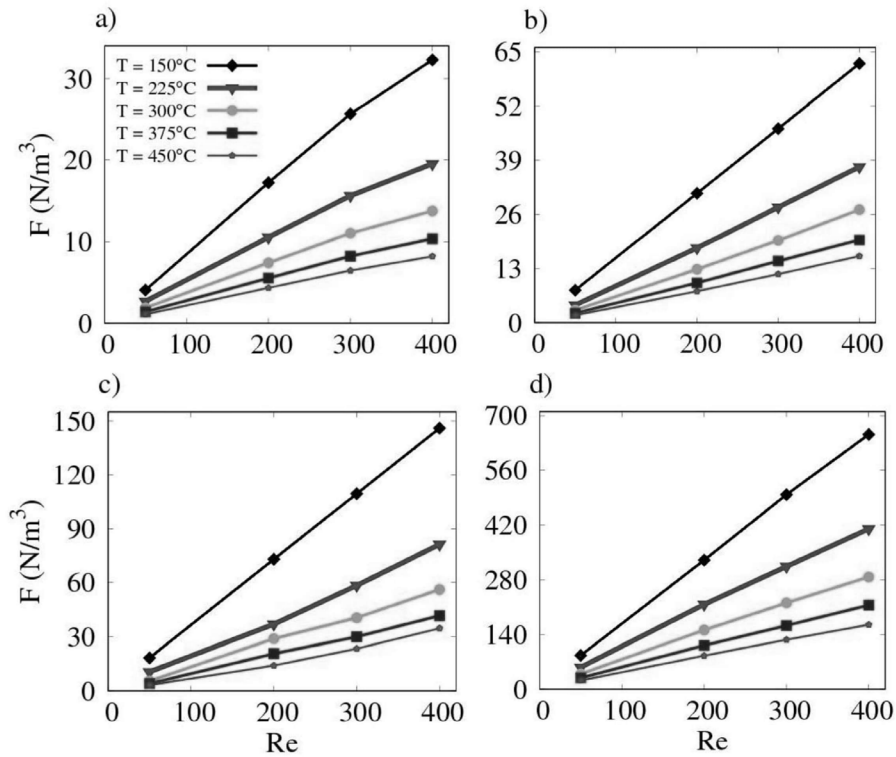 a)
T = 150°C
T = 225°C
T = 300°C
T = 375°C
T = 450°C
F (N/m³)
30
20
10
0
0 100 200 300 400
b)
65
52
39
26
13
0
0 100 200 300 400
c)
F (N/m³)
150
120
90
60
30
0
0 100 200 300 400
Re
d)
700
560
420
280
140
0
0 100 200 300 400
Re